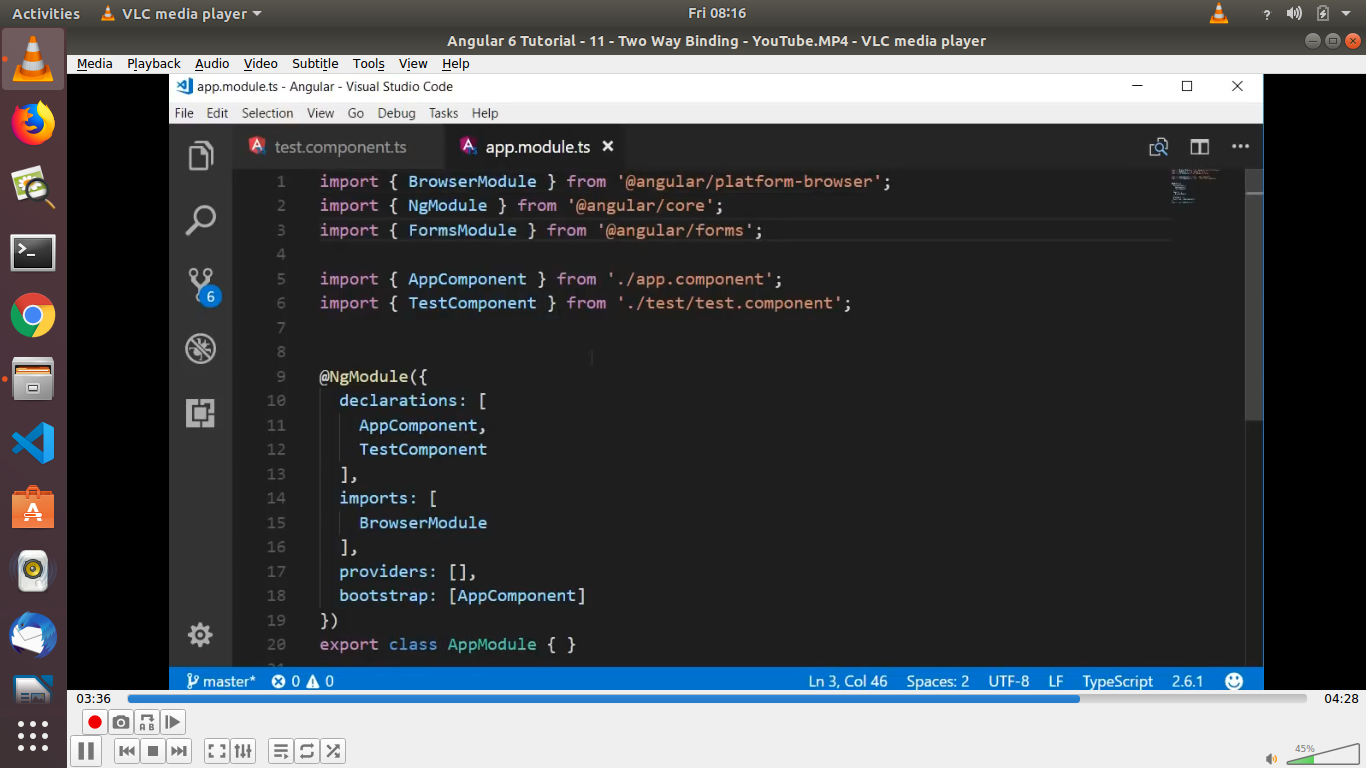 Activities VLC media player Fri 08:16 ?
Angular 6 Tutorial - 11 - Two Way Binding - YouTube.MP4 - VLC media player
Media Playback Audio Video Subtitle Tools View Help
app.module.ts - Angular - Visual Studio Code
File Edit Selection View Go Debug Tasks Help
test.component.ts app.module.ts
1 import { BrowserModule } from '@angular/platform-browser';
2 import { NgModule } from '@angular/core';
3 import { FormsModule } from '@angular/forms';
4
5 import { AppComponent } from './app.component';
6 import { TestComponent } from './test/test.component';
7
8
9 @NgModule({
10 declarations: [
11 AppComponent,
12 TestComponent
13 ],
14 imports: [
15 BrowserModule
16 ],
17 providers: [],
18 bootstrap: [AppComponent]
19 })
20 export class AppModule { }
6
master* 0 0 Ln 3, Col 46 Spaces: 2 UTF-8 LF TypeScript 2.6.1
03:36 04:28
A B
45%